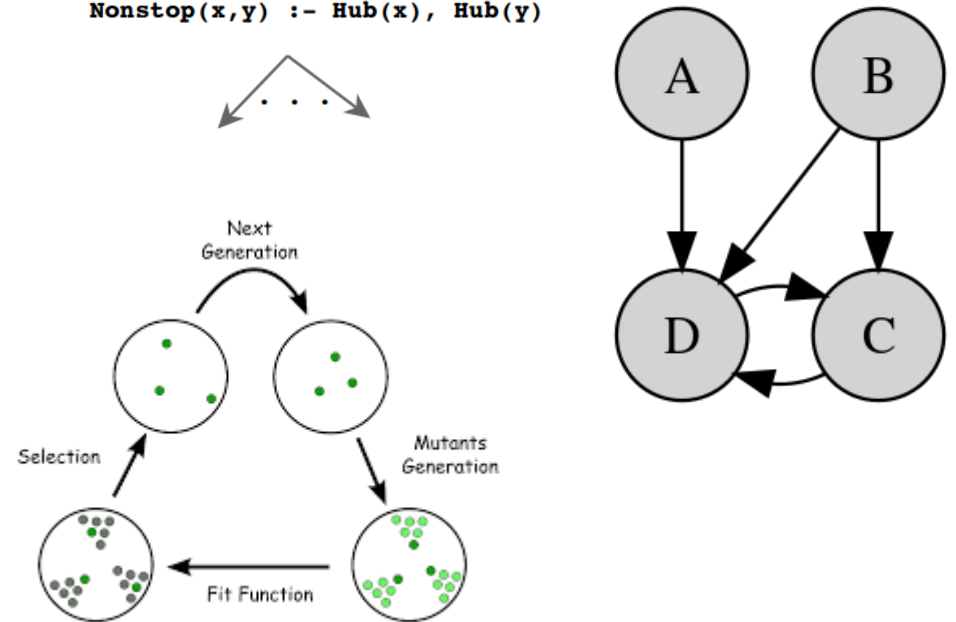 Nonstop(x,y) :- Hub(x), Hub(y)
. . .
A
B
D
C
Next
Generation
Selection
Mutants
Generation
Fit Function